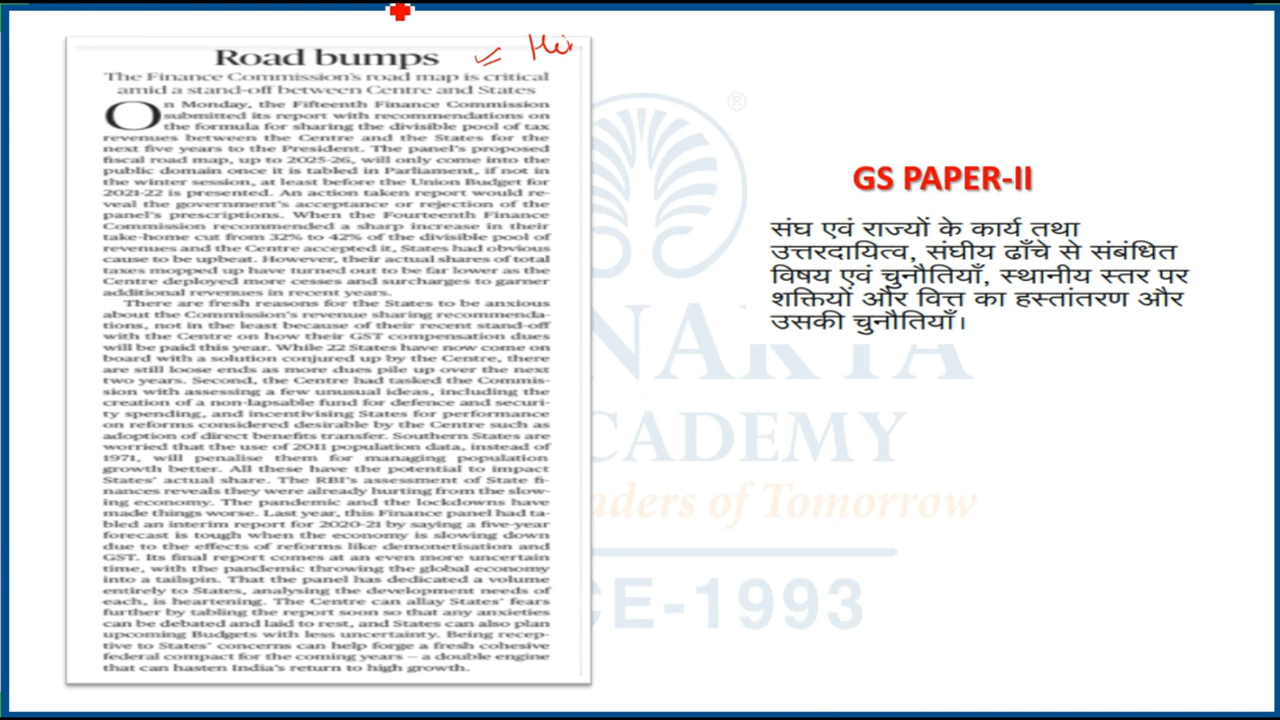 Road bumps
The Finance Commission's road map is critical
amid a stand-off between Centre and States
On Monday, the Fifteenth Finance Commission
submitted its report with recommendations on
the formula for sharing the divisible pool of tax
revenues between the Centre and the States for the
next five years to the President. The panel's proposed
fiscal road map, up to 2025-26, will only come into the
public domain once it is tabled in Parliament, if not in
the winter session, at least before the Union Budget for
2021-22 is presented. An action taken report would re-
veal the government's acceptance or rejection of the
panel's prescriptions. When the Fourteenth Finance
Commission recommended a sharp increase in their
take-home cut from 32% to 42% of the divisible pool of
revenues and the Centre accepted it, States had obvious
cause to be upbeat. However, their actual shares of total
taxes mopped up have turned out to be far lower as the
Centre deployed more cesses and surcharges to garner
additional revenues in recent years.
There are fresh reasons for the States to be anxious
about the Commission's revenue sharing recommenda-
tions, not in the least because of their recent stand-off
with the Centre on how their GST compensation dues
will be paid this year. While 22 States have now come on
board with a solution conjured up by the Centre, there
are still loose ends as more dues pile up over the next
two years. Second, the Centre had tasked the Commis-
sion with assessing a few unusual ideas, including the
creation of a non-lapsable fund for defence and securi-
ty spending, and incentivising States for performance
on reforms considered desirable by the Centre such as
adoption of direct benefits transfer. Southern States are
worried that the use of 2011 population data, instead of
1971, will penalise them for managing population
growth better. All these have the potential to impact
States' actual share. The RBI's assessment of State fi-
nances reveals they were already hurting from the slow-
ing economy. The pandemic and the lockdowns have
made things worse. Last year, this Finance panel had ta-
bled an interim report for 2020-21 by saying a five-year
forecast is tough when the economy is slowing down
due to the effects of reforms like demonetisation and
GST. Its final report comes at an even more uncertain
time, with the pandemic throwing the global economy
into a tailspin. That the panel has dedicated a volume
entirely to States, analysing the development needs of
each, is heartening. The Centre can allay States' fears
further by tabling the report soon so that any anxieties
can be debated and laid to rest, and States can also plan
upcoming Budgets with less uncertainty. Being recep-
tive to States' concerns can help forge a fresh cohesive
federal compact for the coming years — a double engine
that can hasten India's return to high growth.
GS PAPER-II
संघ एवं राज्यों के कार्य तथा
उत्तरदायित्व, संघीय ढाँचे से संबंधित
विषय एवं चुनौतियाँ, स्थानीय स्तर पर
शक्तियों और वित्त का हस्तांतरण और
उसकी चुनौतियाँ।
®
CADEMY
aders of Tomorrow
CE-1993